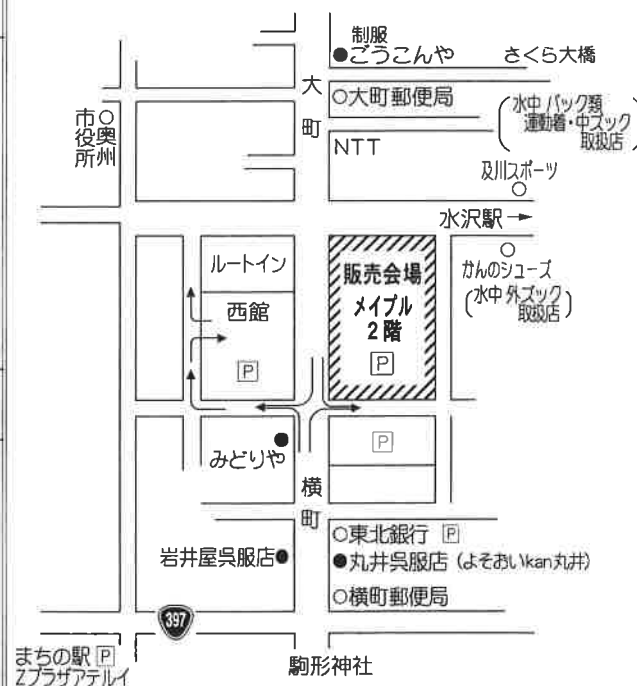 制服
●ごうこんや
さくら大橋
大町
○大町郵便局
水中 バック類
運動着・中ズック
取扱店
○奥州
市役所
NTT
及川スポーツ
○
水沢駅→
○
かんのシューズ
(水中 外ズック
取扱店)
ルートイン
西館
P
販売会場
メイプル
2階
P
●
みどりや
P
横町
○東北銀行 P
岩井屋呉服店●
●丸井呉服店 (よそおいkan丸井)
○横町郵便局
397
まちの駅 P
Zプラザアテルイ
駒形神社